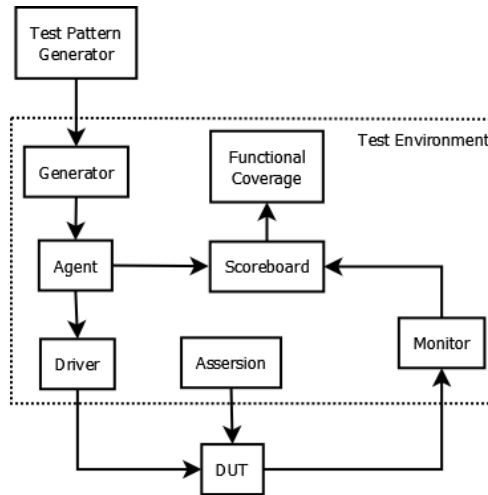 Test Pattern
Generator
Test Environment
Functional
Coverage
Generator
Agent
Scoreboard
Driver
Assersion
Monitor
DUT